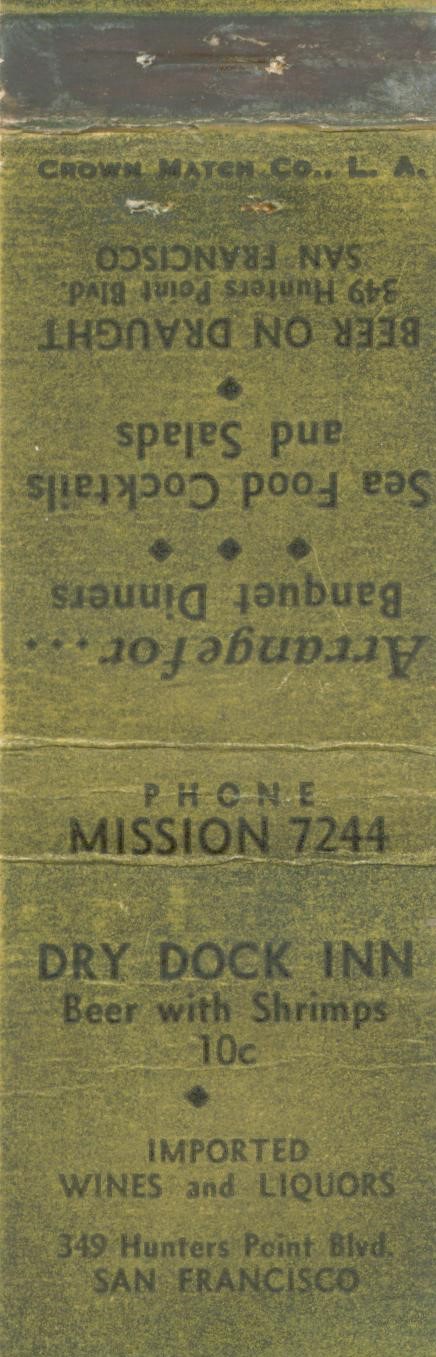 CROWN MATCH CO., L. A.
Arrange for...
Banquet Dinners
Sea Food Cocktails
and Salads
BEER ON DRAUGHT
349 Hunters Point Blvd.
SAN FRANCISCO
PHONE
MISSION 7244
DRY DOCK INN
Beer with Shrimps
10c
IMPORTED
WINES and LIQUORS
349 Hunters Point Blvd.
SAN FRANCISCO